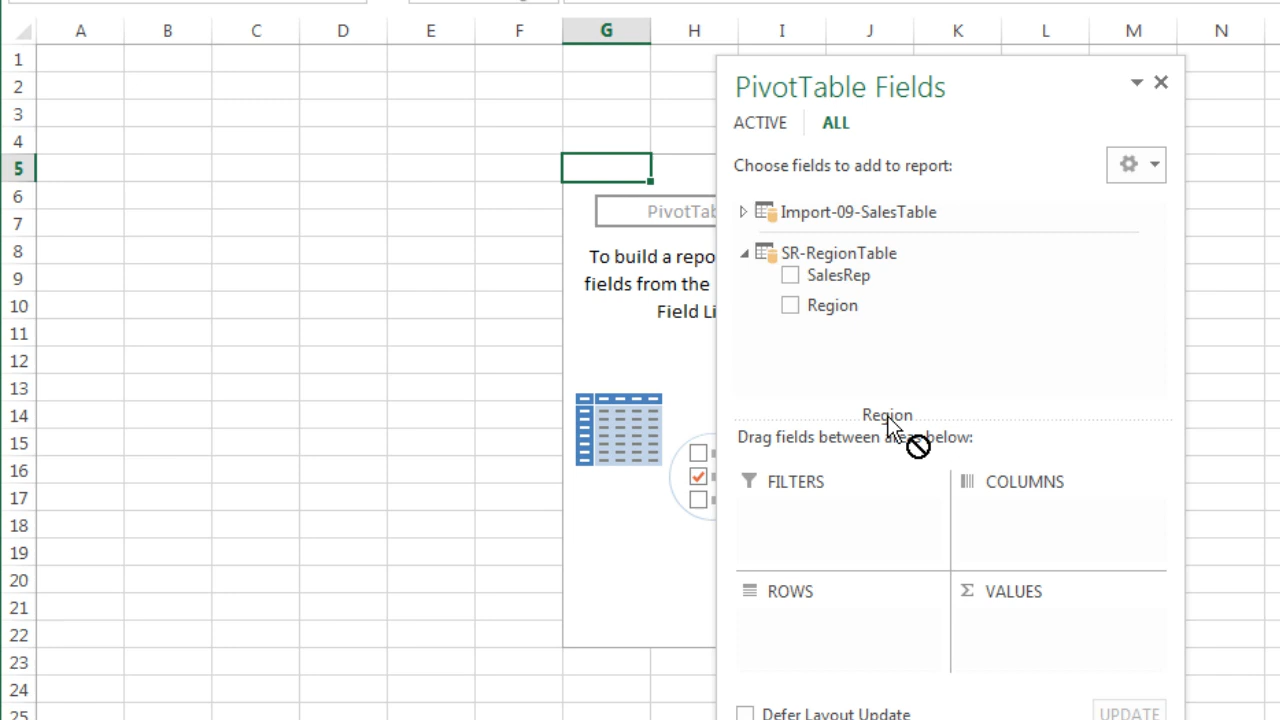 A B C D E F G H I J K L M N
1
2
3
4
5
6
7
8
9
10
11
12
13
14
15
16
17
18
19
20
21
22
23
24
25
PivotTab
To build a repo
fields from the
Field Li
PivotTable Fields
ACTIVE ALL
Choose fields to add to report:
Import-09-SalesTable
SR-RegionTable
SalesRep
Region
Region
Drag fields between areas below:
FILTERS COLUMNS
ROWS Σ VALUES
Defer Layout Update UPDATE